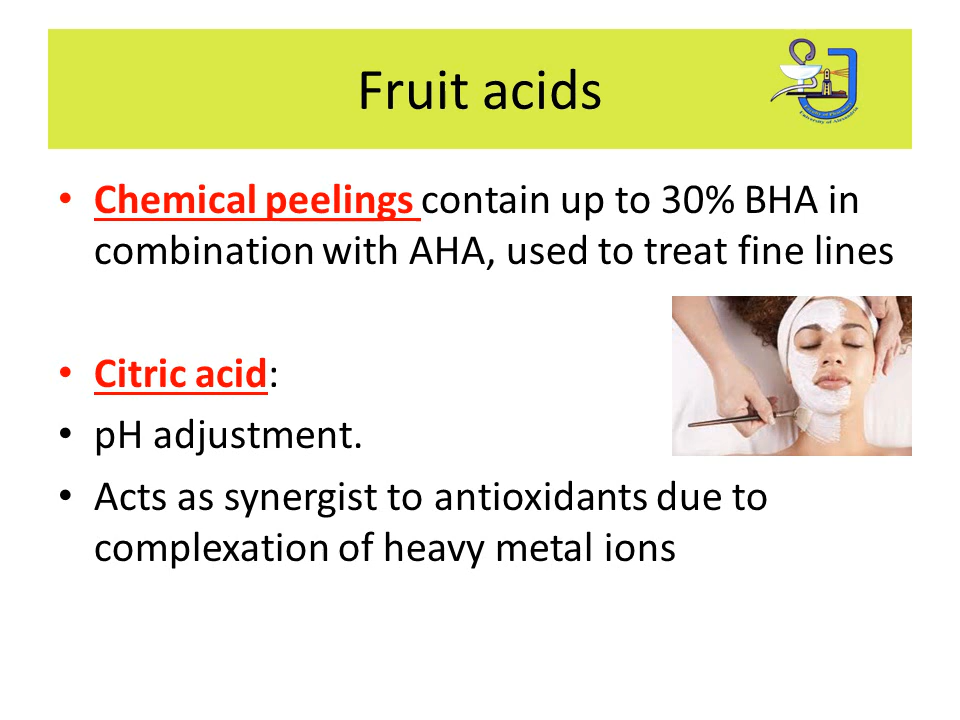 Fruit acids
• Chemical peelings contain up to 30% BHA in
combination with AHA, used to treat fine lines
• Citric acid:
• pH adjustment.
• Acts as synergist to antioxidants due to
complexation of heavy metal ions